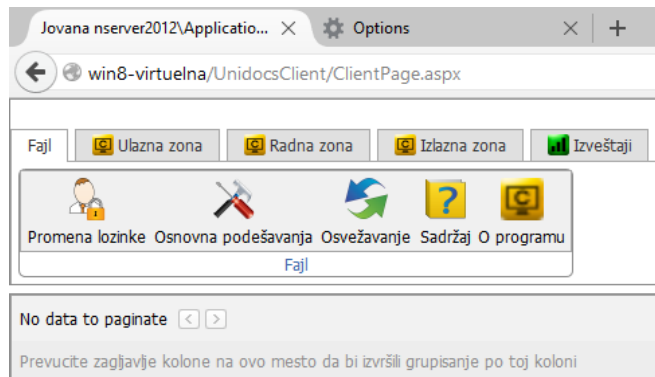 Jovana nserver2012\Applicatio... Options
win8-virtuelna/UnidocsClient/ClientPage.aspx
Fajl Ulazna zona Radna zona Izlazna zona Izveštaji
Promena lozinke Osnovna podešavanja Osvežavanje Sadržaj O programu
Fajl
No data to paginate
Prevucite zagljavlje kolone na ovo mesto da bi izvršili grupisanje po toj koloni